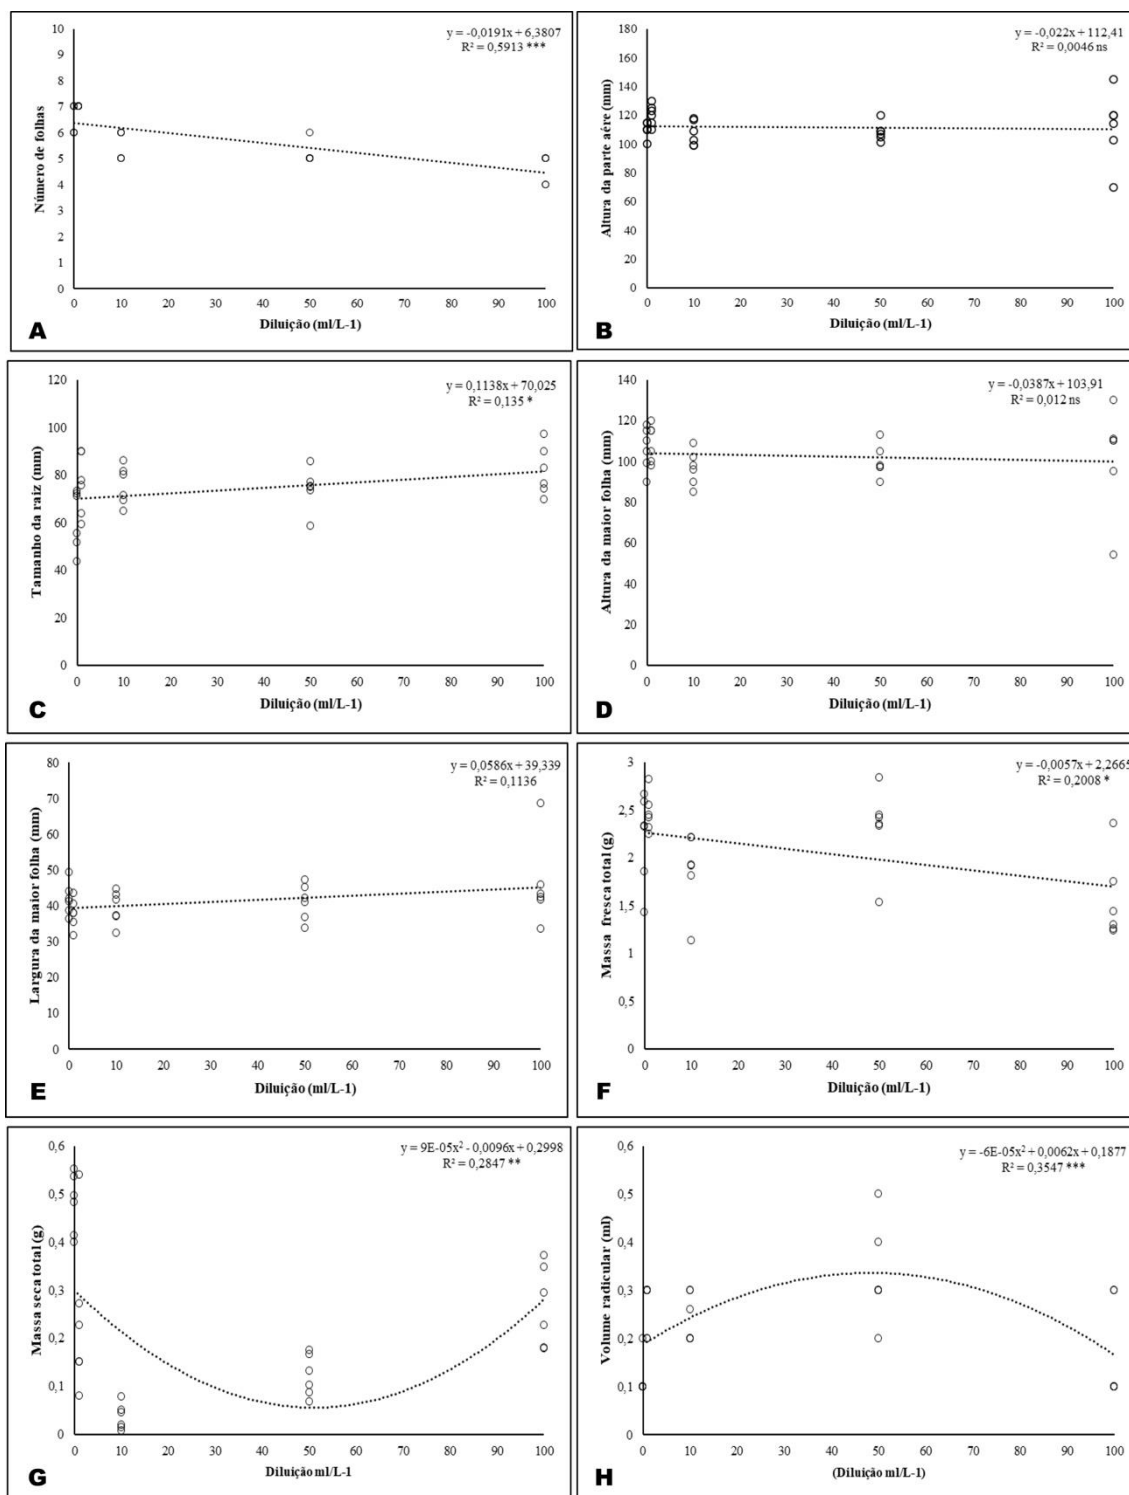 y = -0,0191x + 6,3807
R² = 0,5913 ***
Número de folhas
10
9
8
7
6
5
4
3
2
1
0
0 10 20 30 40 50 60 70 80 90 100
Diluição (ml/L-1)
A
y = -0,022x + 112,41
R² = 0,0046 ns
Altura da parte aére (mm)
180
160
140
120
100
80
60
40
20
0
0 10 20 30 40 50 60 70 80 90 100
Diluição (ml/L-1)
B
y = 0,1138x + 70,025
R² = 0,135 *
Tamanho da raiz (mm)
120
100
80
60
40
20
0
0 10 20 30 40 50 60 70 80 90 100
Diluição (ml/L-1)
C
y = -0,0387x + 103,91
R² = 0,012 ns
Altura da maior folha (mm)
140
120
100
80
60
40
20
0
0 10 20 30 40 50 60 70 80 90 100
Diluição (ml/L-1)
D
y = 0,0586x + 39,339
R² = 0,1136
Largura da maior folha (mm)
80
70
60
50
40
30
20
10
0
0 10 20 30 40 50 60 70 80 90 100
Diluição (ml/L-1)
E
y = -0,0057x + 2,2665
R² = 0,2008 *
Massa fresca total (g)
3
2,5
2
1,5
1
0,5
0
0 10 20 30 40 50 60 70 80 90 100
Diluição (ml/L-1)
F
y = 9E-05x² - 0,0096x + 0,2998
R² = 0,2847 **
Massa seca total (g)
0,6
0,5
0,4
0,3
0,2
0,1
0
0 10 20 30 40 50 60 70 80 90 100
Diluição ml/L-1
G
y = -6E-05x² + 0,0062x + 0,1877
R² = 0,3547 ***
Volume radicular (ml)
0,6
0,5
0,4
0,3
0,2
0,1
0
0 10 20 30 40 50 60 70 80 90 100
(Diluição ml/L-1)
H